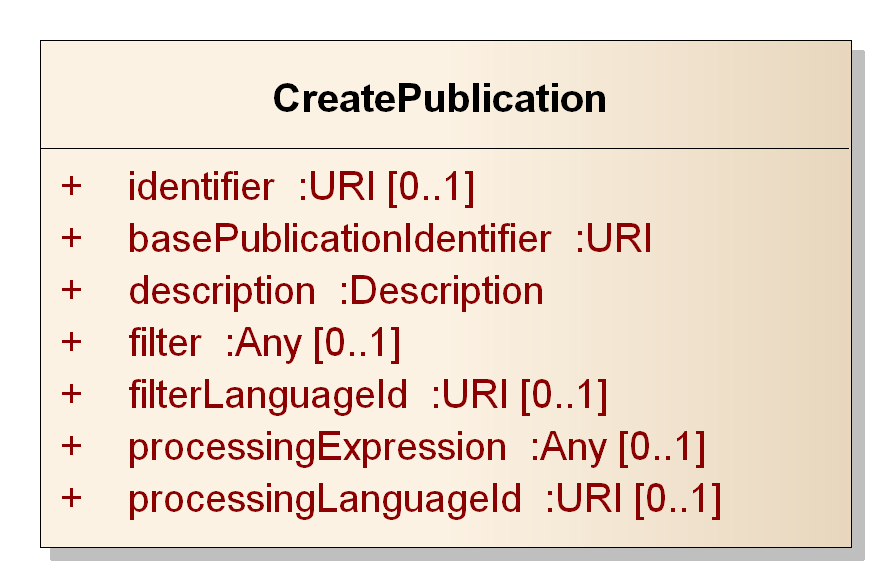 CreatePublication
+ identifier :URI [0..1]
+ basePublicationIdentifier :URI
+ description :Description
+ filter :Any [0..1]
+ filterLanguageId :URI [0..1]
+ processingExpression :Any [0..1]
+ processingLanguageId :URI [0..1]